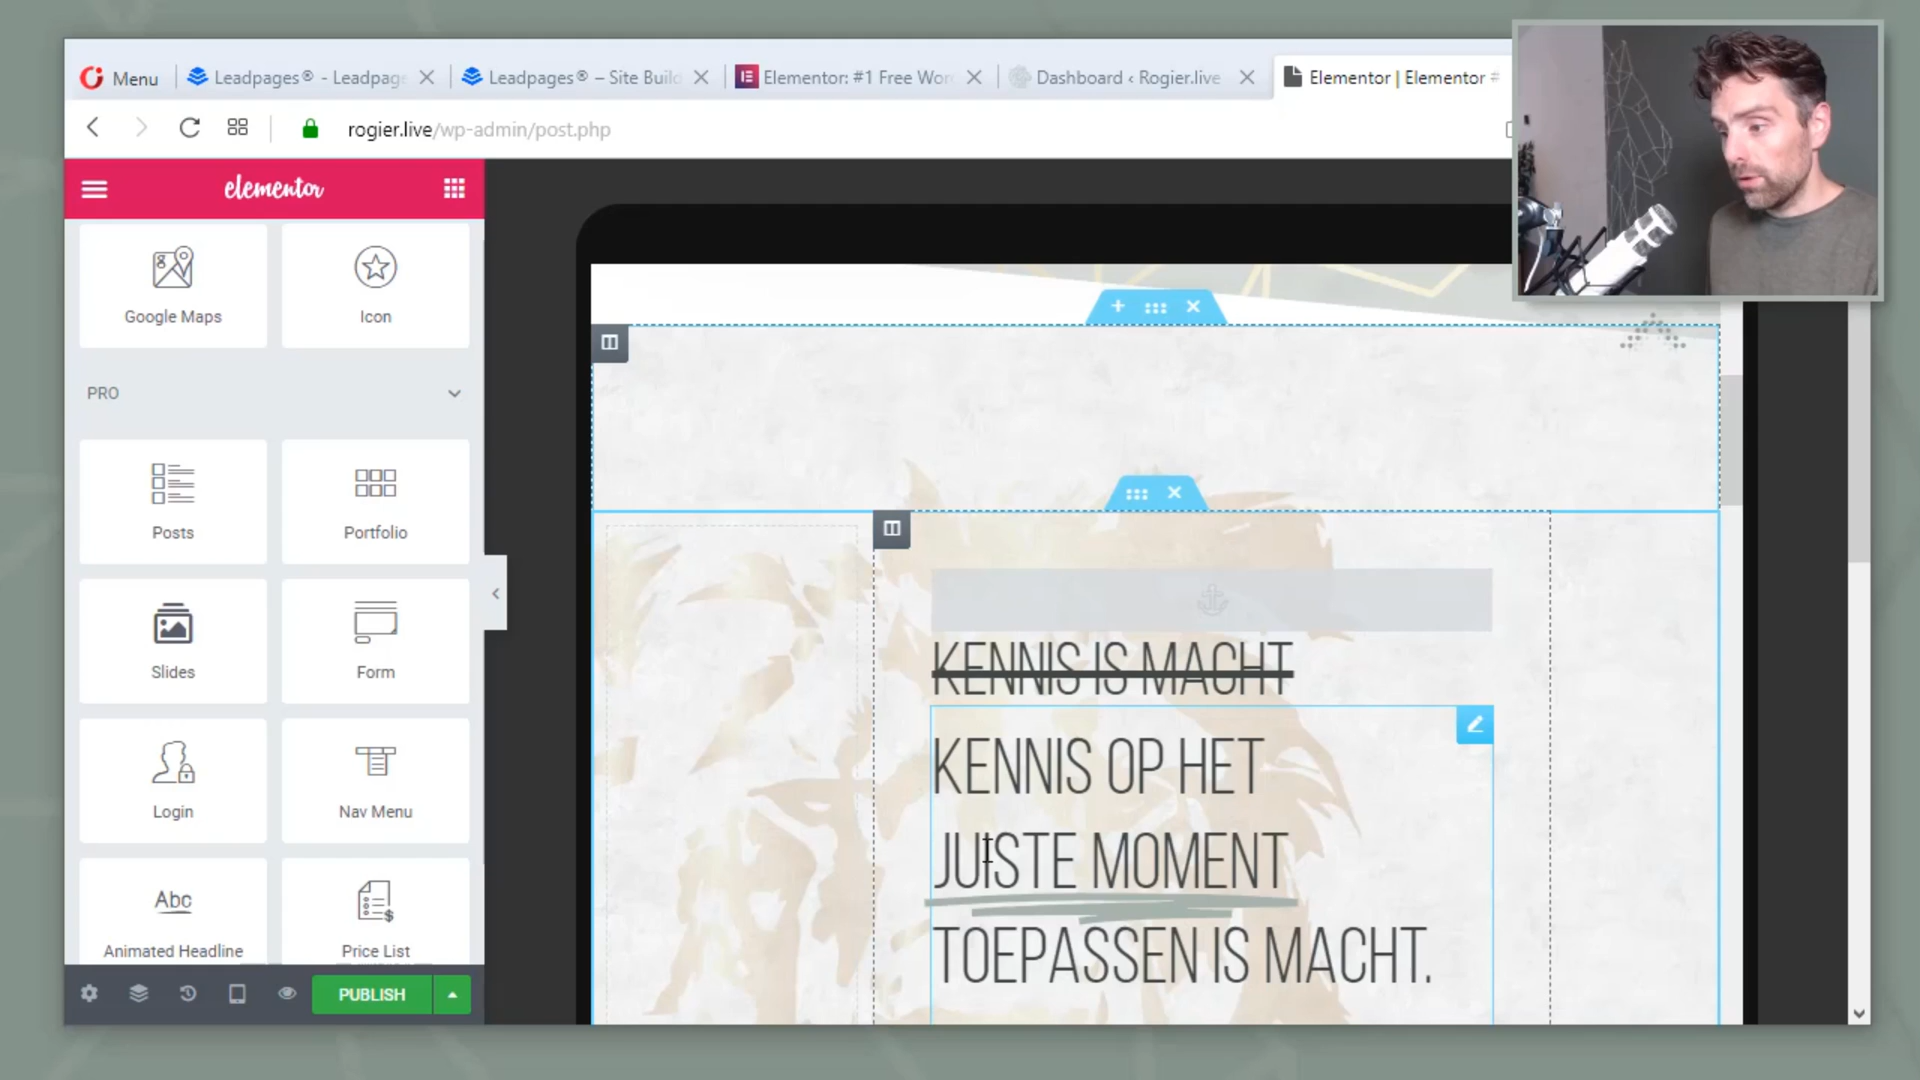 Menu
Leadpages® - Leadpage
Leadpages® – Site Build
Elementor: #1 Free Wor
Dashboard ‹ Rogier.live
Elementor | Elementor #
rogier.live/wp-admin/post.php
elementor
Google Maps
Icon
PRO
Posts
Portfolio
Slides
Form
Login
Nav Menu
Abc
Animated Headline
Price List
PUBLISH
KENNIS IS MACHT
KENNIS OP HET
JUISTE MOMENT
TOEPASSEN IS MACHT.